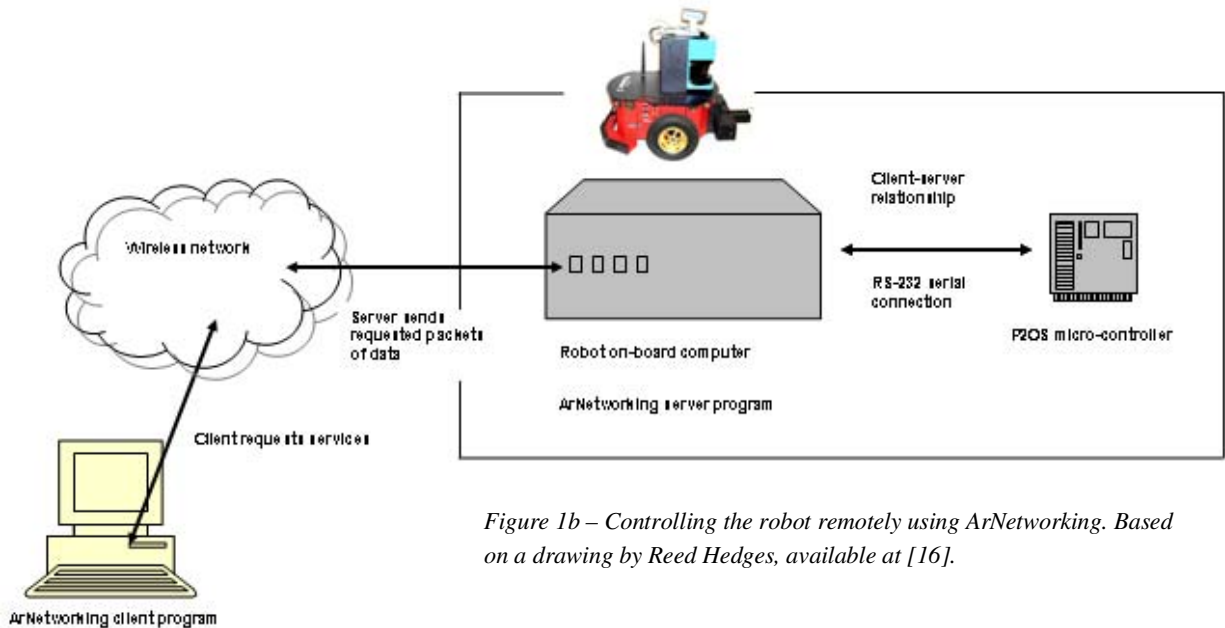 Client-server
relationship
Wireless network
RS-232 serial
connection
Server sends
requested packets
of data
P2OS micro-controller
Robot on-board computer
ArNetworking server program
Client requests services
Figure 1b – Controlling the robot remotely using ArNetworking. Based
on a drawing by Reed Hedges, available at [16].
ArNetworking client program